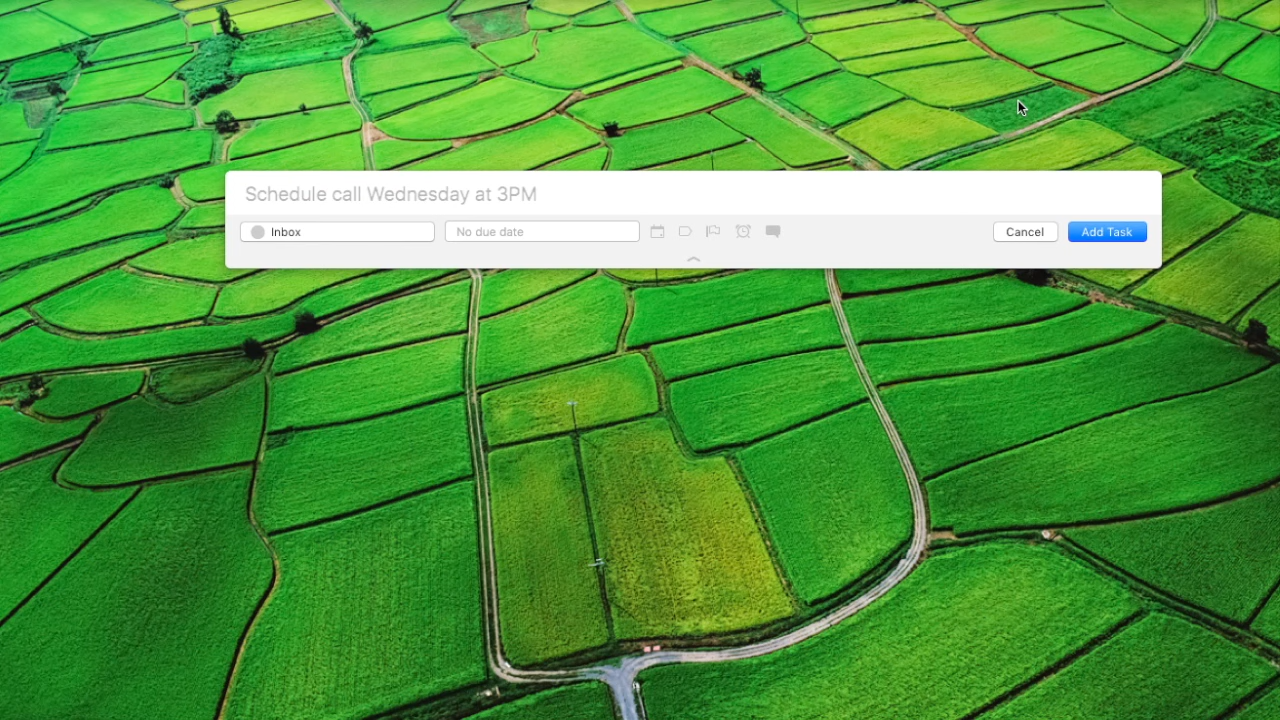 Schedule call Wednesday at 3PM
Inbox
No due date
Cancel
Add Task